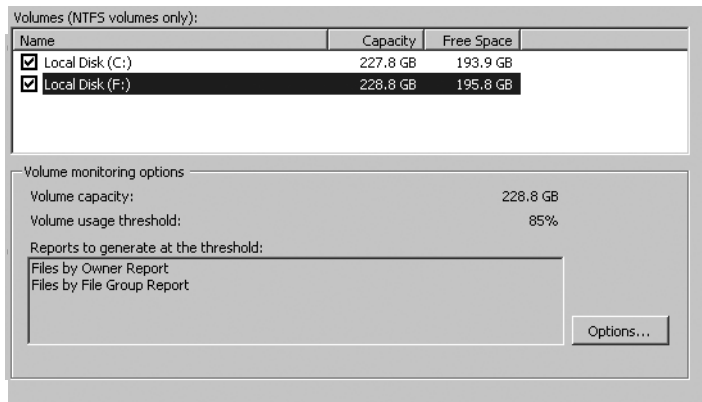 Volumes (NTFS volumes only):
Name Capacity Free Space
Local Disk (C:) 227.8 GB 193.9 GB
Local Disk (F:) 228.8 GB 195.8 GB
Volume monitoring options
Volume capacity: 228.8 GB
Volume usage threshold: 85%
Reports to generate at the threshold:
Files by Owner Report
Files by File Group Report
Options...